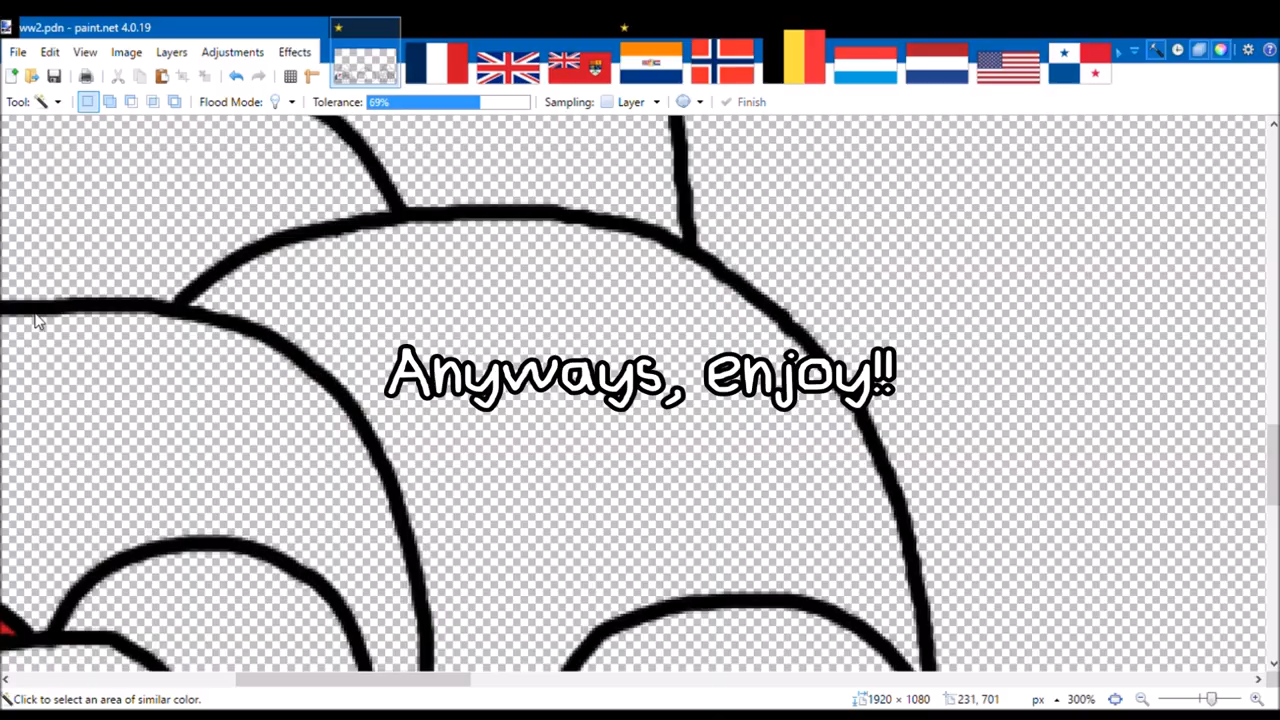 ww2.pdn - paint.net 4.0.19
File Edit View Image Layers Adjustments Effects
Tool: Flood Mode: Tolerance: 69% Sampling: Layer Finish
Anyways, enjoy!!
Click to select an area of similar color. 1920 × 1080 231, 701 px 300%